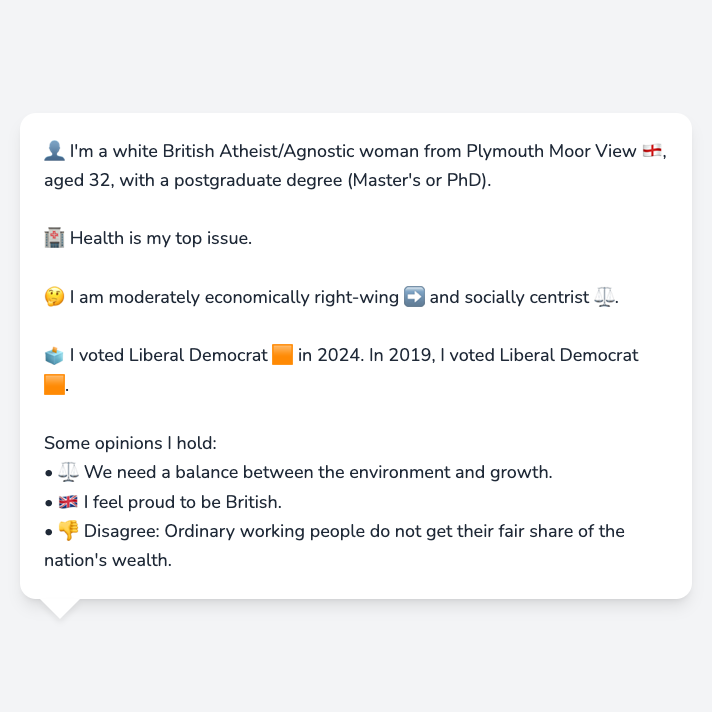 👤 I'm a white British Atheist/Agnostic woman from Plymouth Moor View 🏴󠁧󠁢󠁥󠁮󠁧󠁿,
aged 32, with a postgraduate degree (Master's or PhD).
🏥 Health is my top issue.
🤔 I am moderately economically right-wing ➡️ and socially centrist ⚖️.
🗳️ I voted Liberal Democrat 🟧 in 2024. In 2019, I voted Liberal Democrat
🟧.
Some opinions I hold:
• ⚖️ We need a balance between the environment and growth.
• 🇬🇧 I feel proud to be British.
• 👎 Disagree: Ordinary working people do not get their fair share of the
nation's wealth.